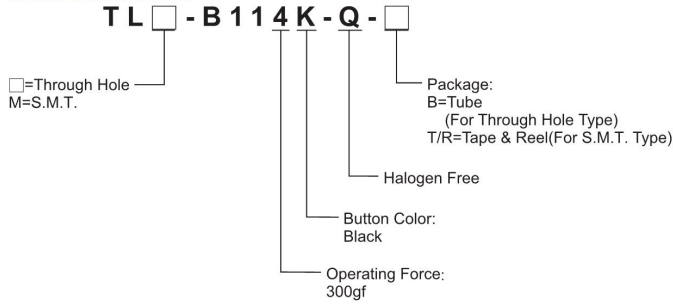 TL□-B114K-Q-□
□=Through Hole
M=S.M.T.
Package:
B=Tube
(For Through Hole Type)
T/R=Tape & Reel(For S.M.T. Type)
Halogen Free
Button Color:
Black
Operating Force:
300gf